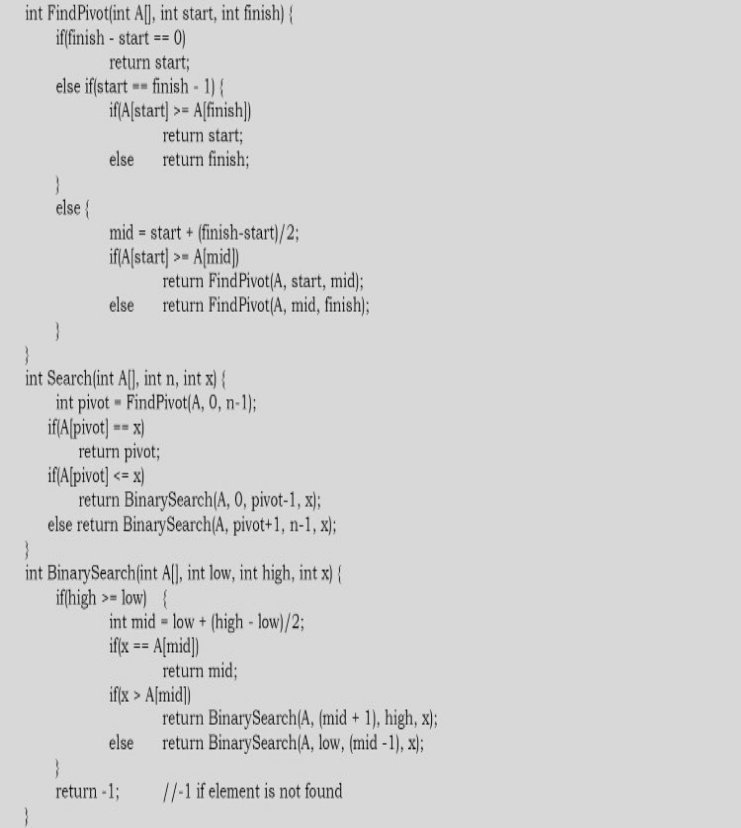 int FindPivot(int A[], int start, int finish) {
if(finish - start == 0)
return start;
else if(start == finish - 1) {
if(A[start] >= A[finish])
return start;
else return finish;
}
else {
mid = start + (finish-start)/2;
if(A[start] >= A[mid])
return FindPivot(A, start, mid);
else return FindPivot(A, mid, finish);
}
}
int Search(int A[], int n, int x) {
int pivot = FindPivot(A, 0, n-1);
if(A[pivot] == x)
return pivot;
if(A[pivot] <= x)
return BinarySearch(A, 0, pivot-1, x);
else return BinarySearch(A, pivot+1, n-1, x);
}
int BinarySearch(int A[], int low, int high, int x) {
if(high >= low) {
int mid = low + (high - low)/2;
if(x == A[mid])
return mid;
if(x > A[mid])
return BinarySearch(A, (mid + 1), high, x);
else return BinarySearch(A, low, (mid -1), x);
}
return -1; //-1 if element is not found
}